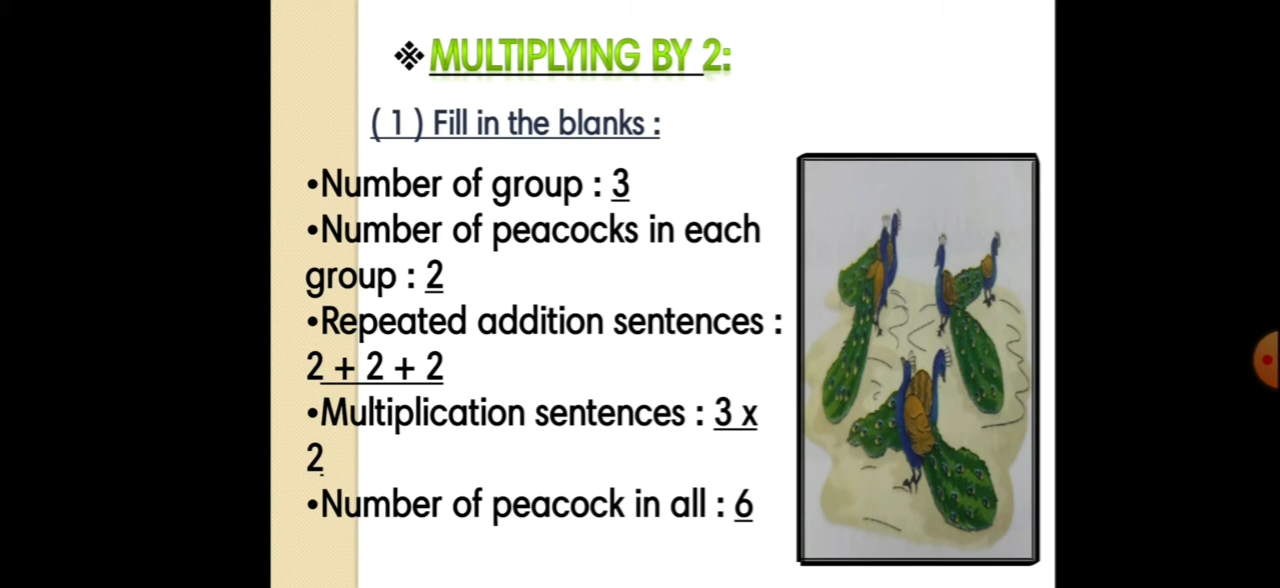 ❖MULTIPLYING BY 2:
( 1 ) Fill in the blanks :
•Number of group : 3
•Number of peacocks in each
group : 2
•Repeated addition sentences :
2 + 2 + 2
•Multiplication sentences : 3 x
2
•Number of peacock in all : 6